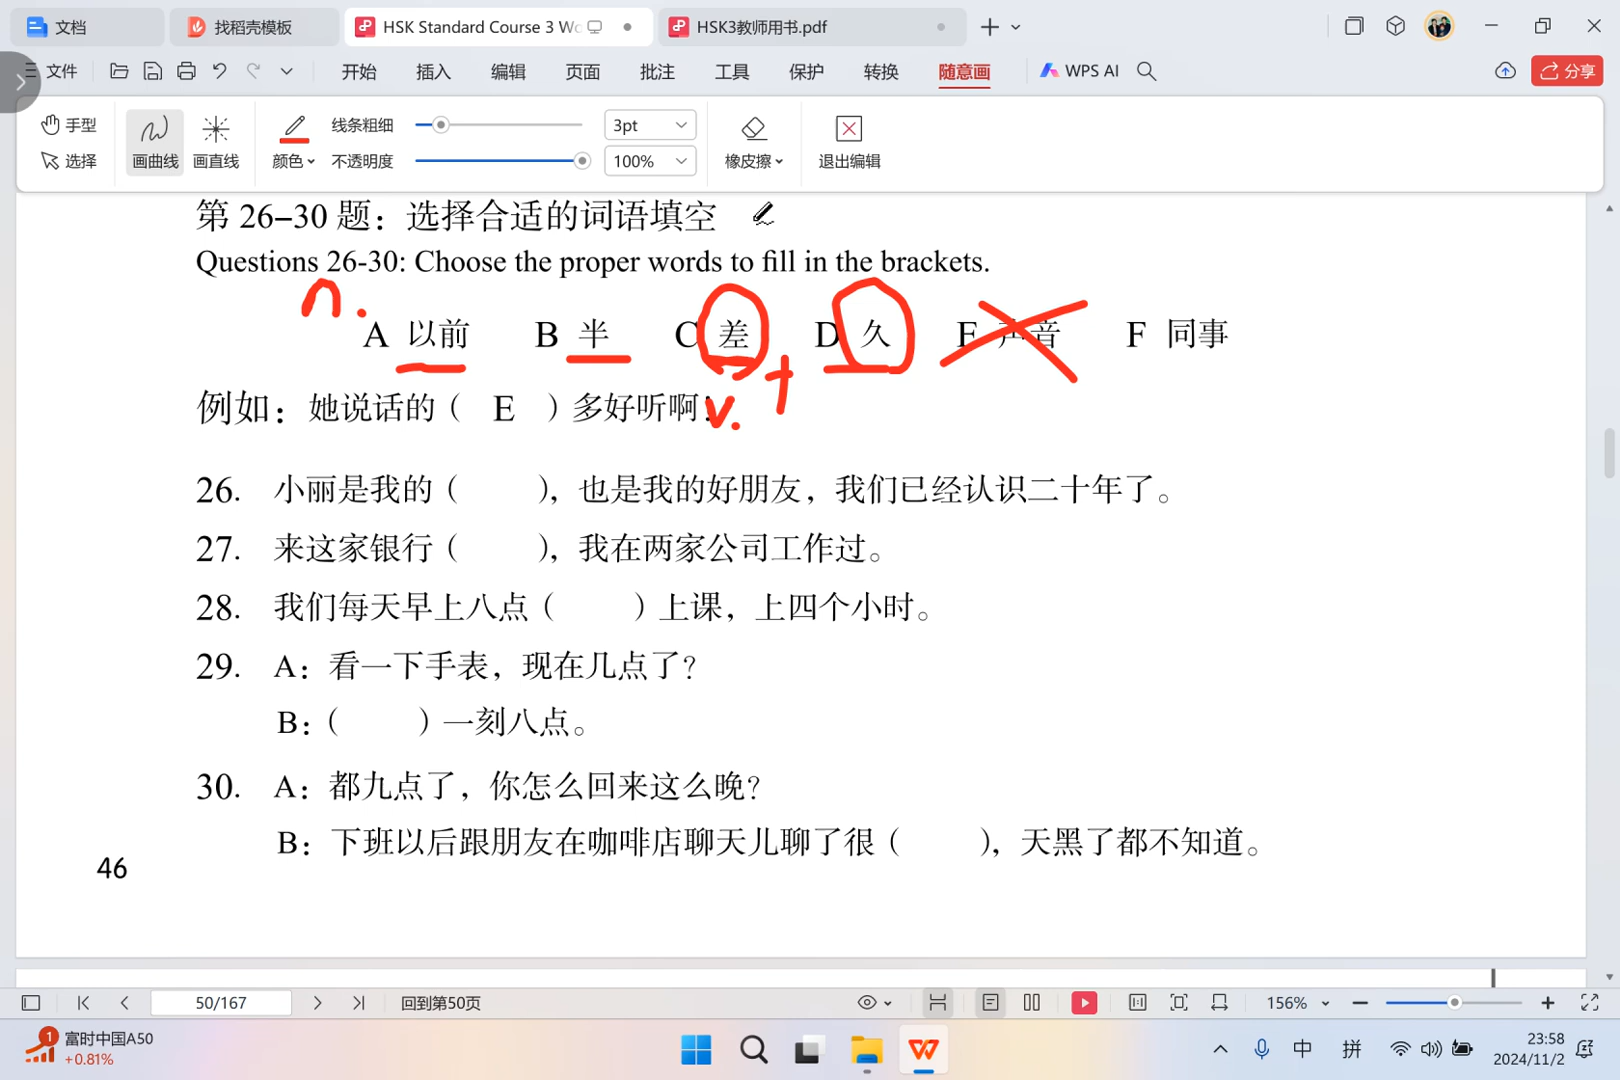 文档 找稻壳模板 HSK Standard Course 3 Wo HSK3教师用书.pdf
文件 开始 插入 编辑 页面 批注 工具 保护 转换 随意画 WPS AI 分享
手型 画曲线 画直线 颜色 线条粗细 3pt 橡皮擦 退出编辑
选择 不透明度 100%
第 26–30 题：选择合适的词语填空
Questions 26-30: Choose the proper words to fill in the brackets.
n.
A 以前 B 半 C 差 D 久 E 声音 F 同事
+
例如：她说话的（ E ）多好听啊！
v.
26. 小丽是我的（ ），也是我的好朋友，我们已经认识二十年了。
27. 来这家银行（ ），我在两家公司工作过。
28. 我们每天早上八点（ ）上课，上四个小时。
29. A：看一下手表，现在几点了？
B：（ ）一刻八点。
30. A：都九点了，你怎么回来这么晚？
B：下班以后跟朋友在咖啡店聊天儿聊了很（ ），天黑了都不知道。
46
50/167 回到第50页 156%
1 富时中国A50
+0.81%
中 拼 23:58
2024/11/2